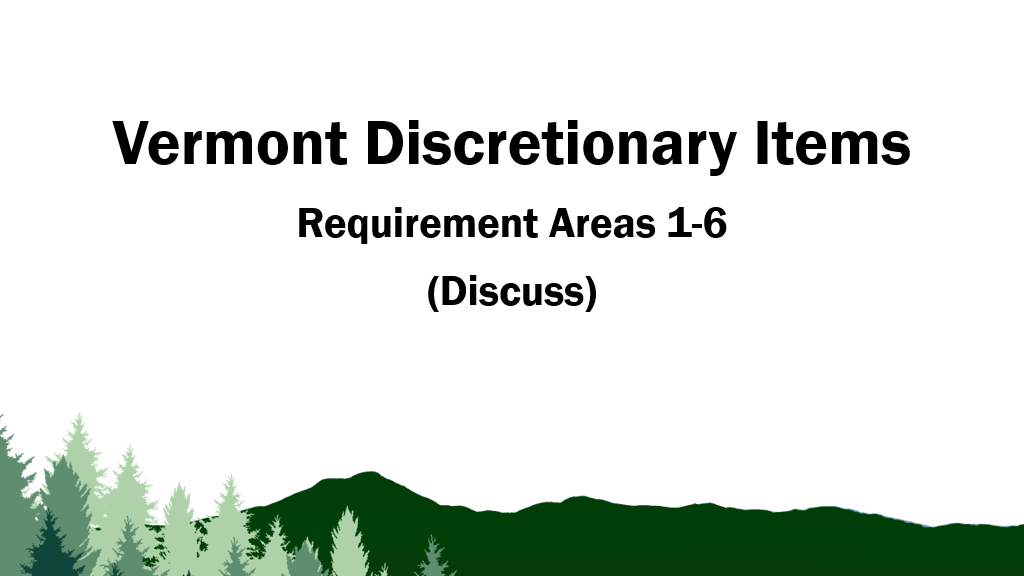 Vermont Discretionary Items
Requirement Areas 1-6
(Discuss)